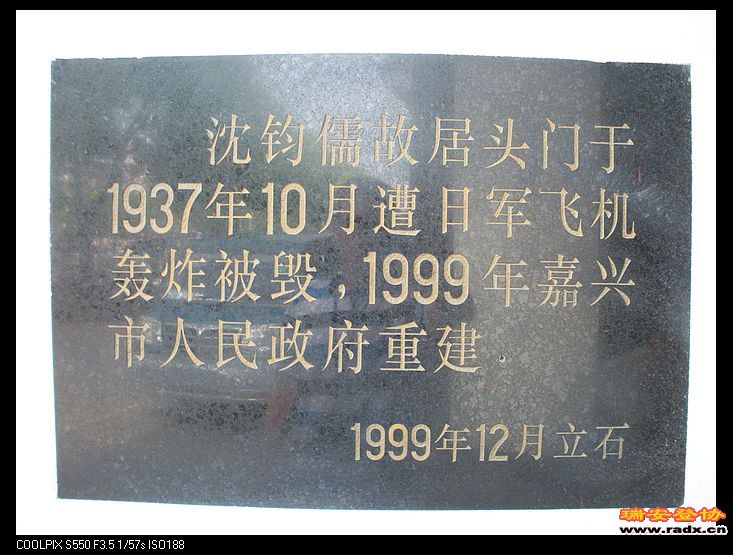 沈钧儒故居头门于
1937年10月遭日军飞机
轰炸被毁，1999年嘉兴
市人民政府重建.
1999年12月立石
瑞安登协
www.radx.cn
COOLPIX S550 F3.5 1/57s ISO188